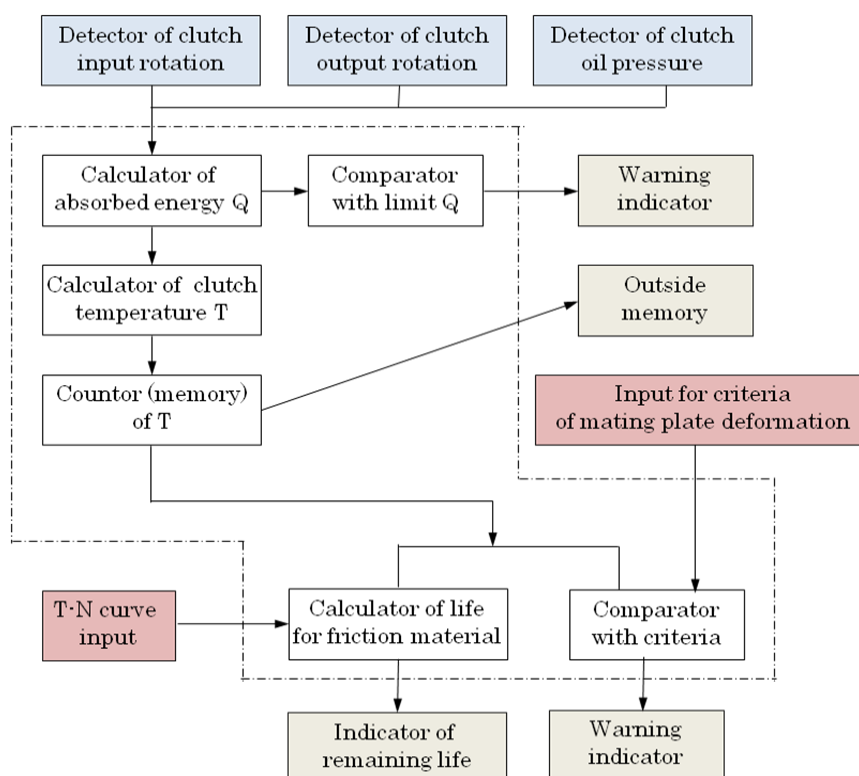 Detector of clutch
input rotation
Detector of clutch
output rotation
Detector of clutch
oil pressure
Calculator of
absorbed energy Q
Comparator
with limit Q
Warning
indicator
Calculator of clutch
temperature T
Outside
memory
Countor (memory)
of T
Input for criteria
of mating plate deformation
T-N curve
input
Calculator of life
for friction material
Comparator
with criteria
Indicator of
remaining life
Warning
indicator